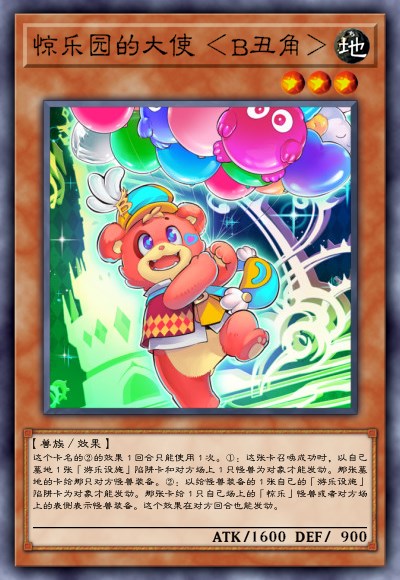 惊乐园的大使 ＜B丑角＞ 地
【兽族／效果】
这个卡名的②的效果１回合只能使用１次。①：这张卡召唤成功时，以自己
墓地１张「游乐设施」陷阱卡和对方场上１只怪兽为对象才能发动。那张墓
地的卡给那只对方怪兽装备。②：以给怪兽装备的１张自己的「游乐设施」
陷阱卡为对象才能发动。那张卡给１只自己场上的「惊乐」怪兽或者对方场
上的表侧表示怪兽装备。这个效果在对方回合也能发动。
ATK/1600 DEF/ 900